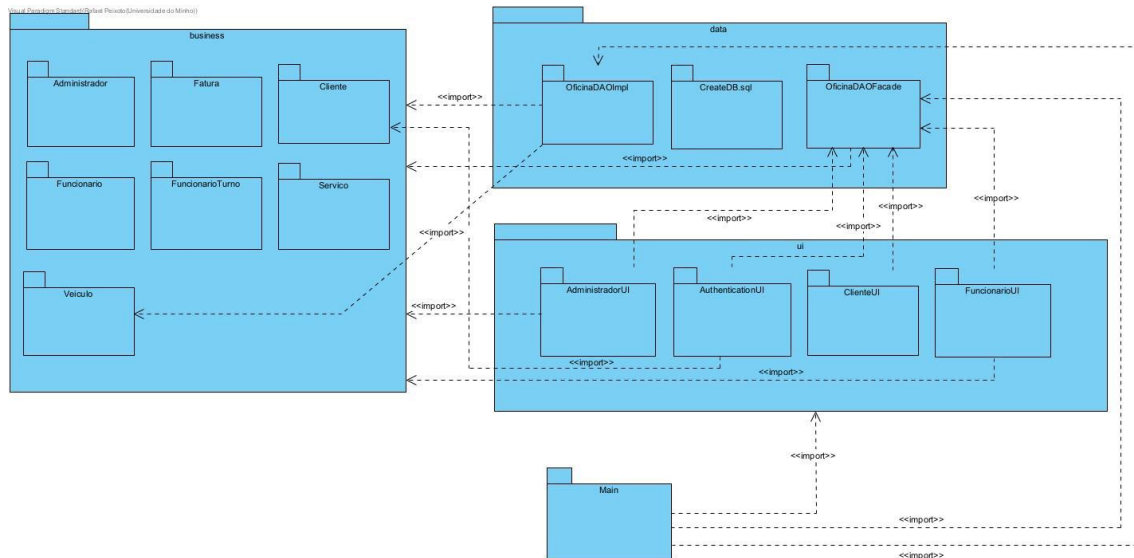 Visual Paradigm Standard(Rafael Peixoto(Universidade do Minho))
business
Administrador
Fatura
Cliente
Funcionario
FuncionarioTurno
Servico
Veiculo
data
OficinaDAOImpl
CreateDB.sql
OficinaDAOFacade
<<import>>
<<import>>
<<import>>
<<import>>
<<import>>
<<import>>
ui
AdministradorUI
AuthenticationUI
ClienteUI
FuncionarioUI
<<import>>
<<import>>
<<import>>
<<import>>
Main
<<import>>
<<import>>